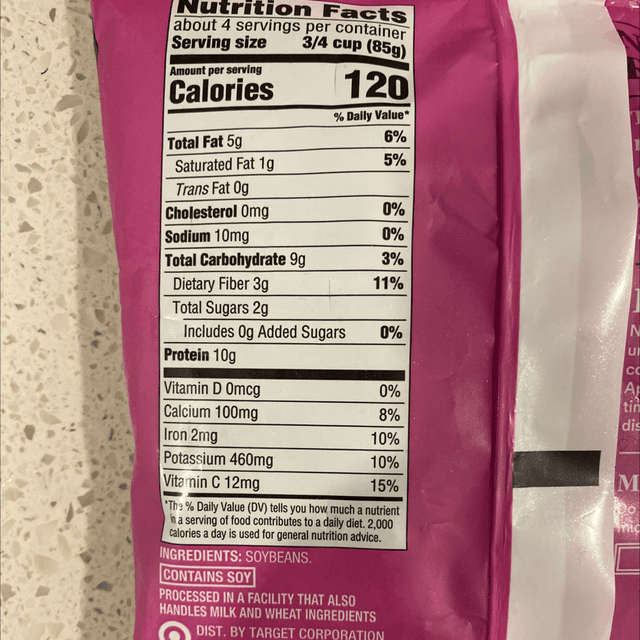 Nutrition Facts
about 4 servings per container
Serving size 3/4 cup (85g)
Amount per serving
Calories 120
% Daily Value*
Total Fat 5g 6%
Saturated Fat 1g 5%
Trans Fat 0g
Cholesterol 0mg 0%
Sodium 10mg 0%
Total Carbohydrate 9g 3%
Dietary Fiber 3g 11%
Total Sugars 2g
Includes 0g Added Sugars 0%
Protein 10g
Vitamin D 0mcg 0%
Calcium 100mg 8%
Iron 2mg 10%
Potassium 460mg 10%
Vitamin C 12mg 15%
*The % Daily Value (DV) tells you how much a nutrient
in a serving of food contributes to a daily diet. 2,000
calories a day is used for general nutrition advice.
INGREDIENTS: SOYBEANS.
CONTAINS SOY
PROCESSED IN A FACILITY THAT ALSO
HANDLES MILK AND WHEAT INGREDIENTS
DIST. BY TARGET CORPORATION